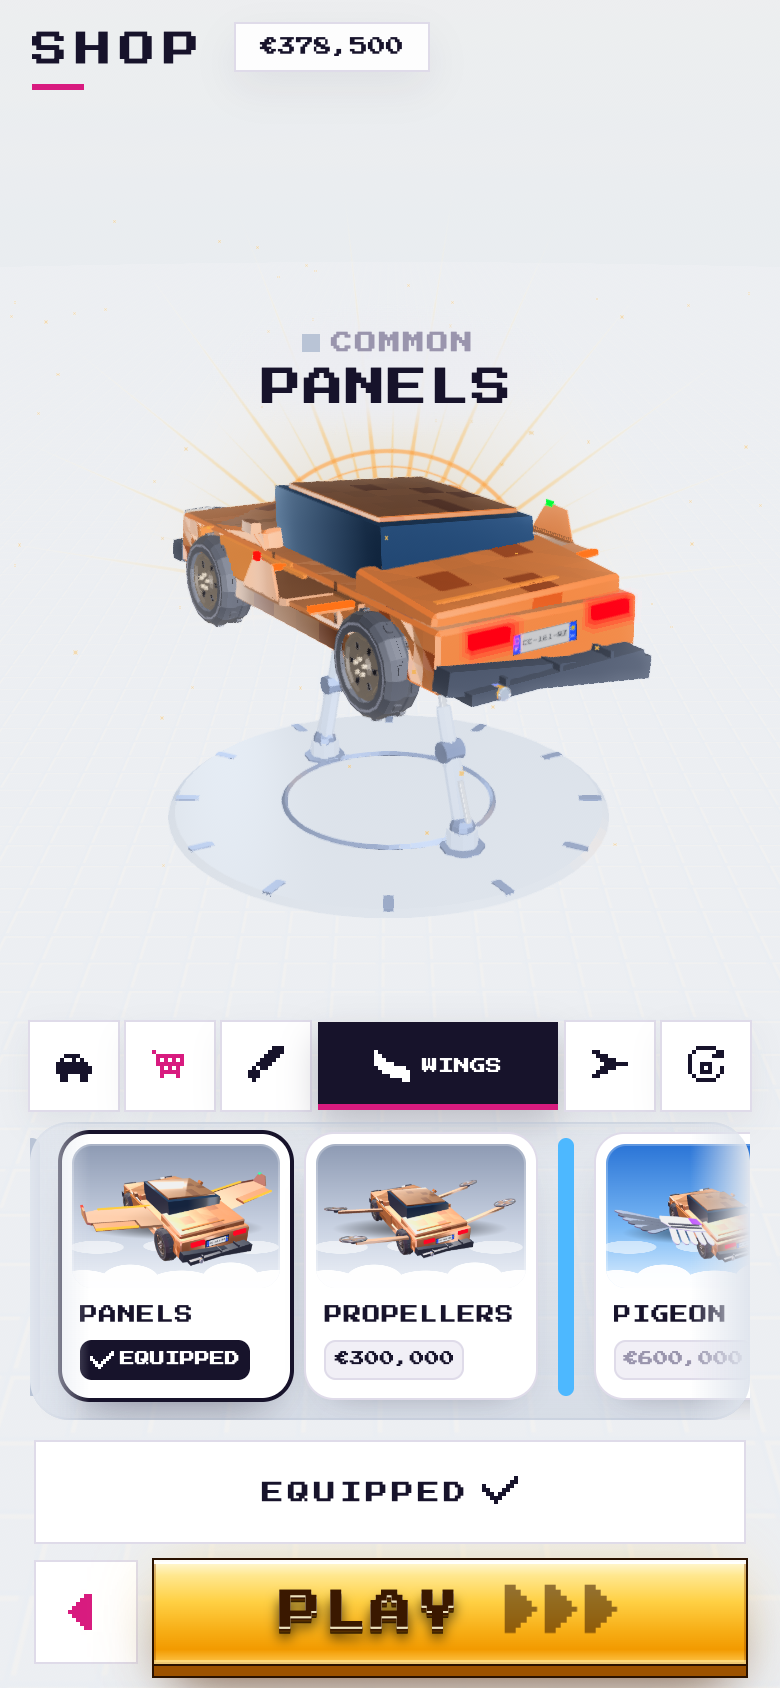 SHOP
€378,500
COMMON
PANELS
WINGS
PANELS
EQUIPPED
PROPELLERS
€300,000
PIGEON
€600,000
EQUIPPED
PLAY